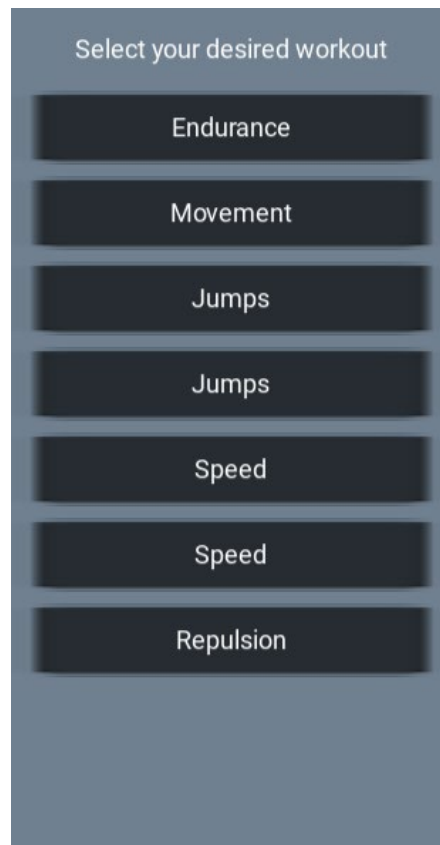 Select your desired workout
Endurance
Movement
Jumps
Jumps
Speed
Speed
Repulsion